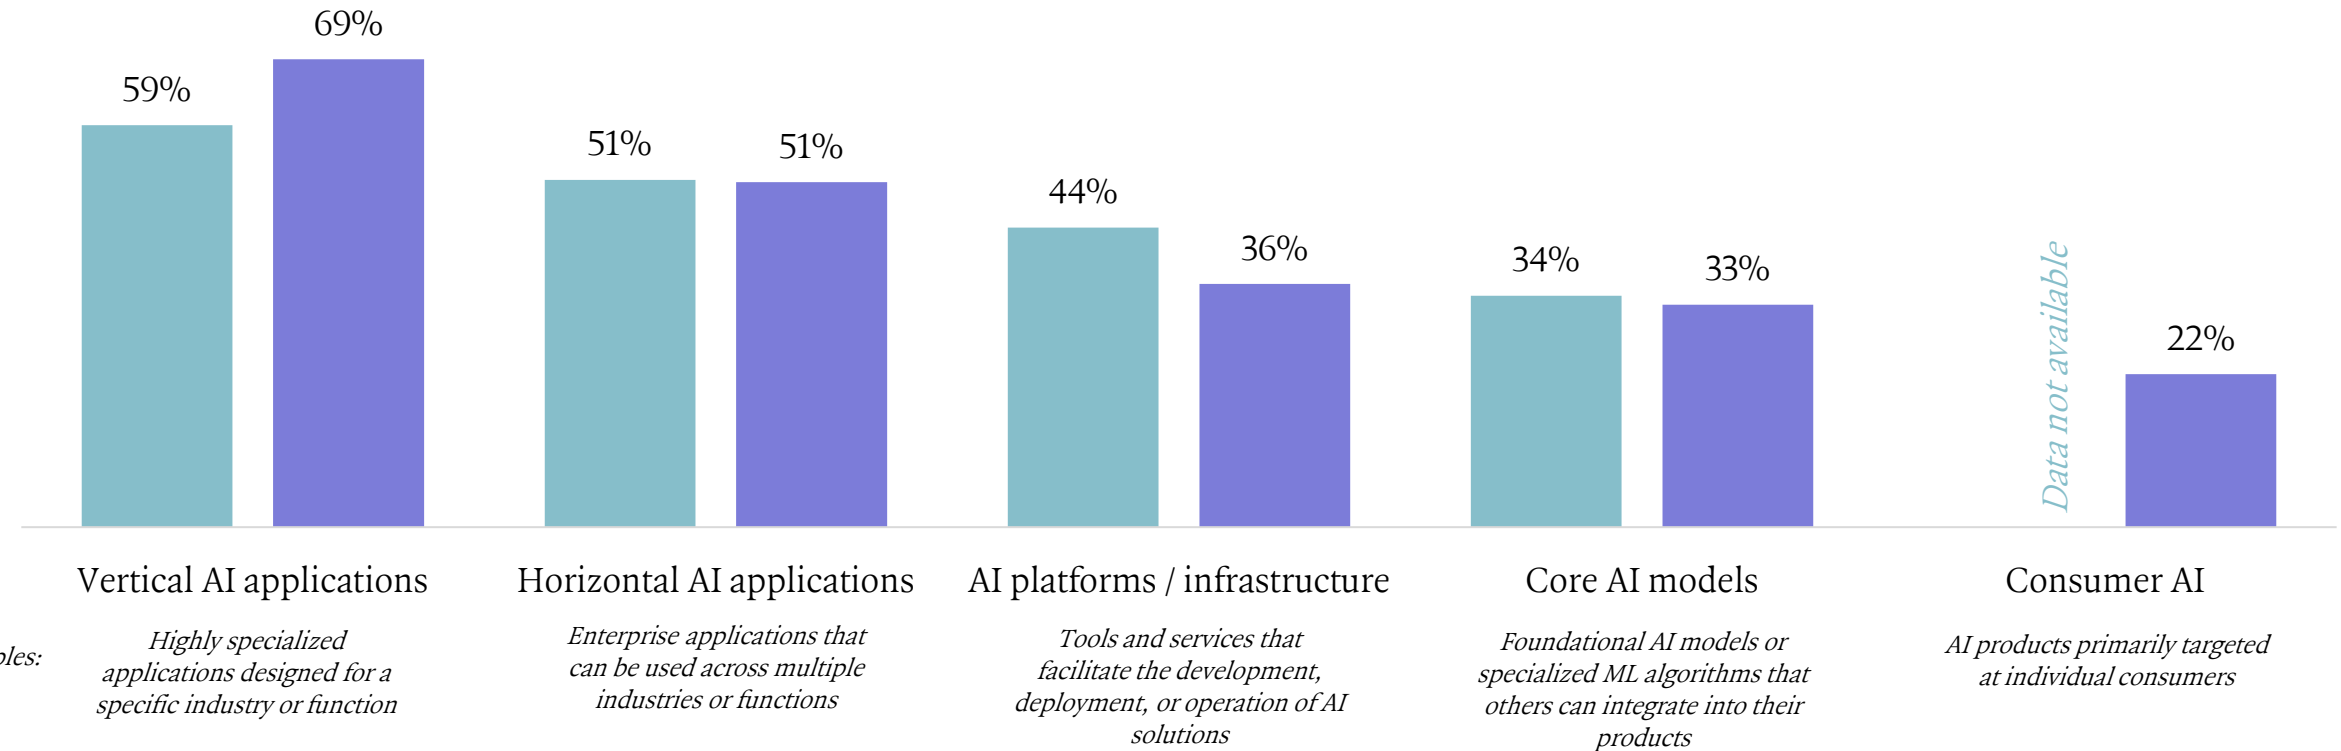 69%
59%
51%
51%
44%
36%
34%
33%
22%
Data not available
Vertical AI applications
Horizontal AI applications
AI platforms / infrastructure
Core AI models
Consumer AI
Highly specialized
applications designed for a
specific industry or function
Enterprise applications that
can be used across multiple
industries or functions
Tools and services that
facilitate the development,
deployment, or operation of AI
solutions
Foundational AI models or
specialized ML algorithms that
others can integrate into their
products
AI products primarily targeted
at individual consumers